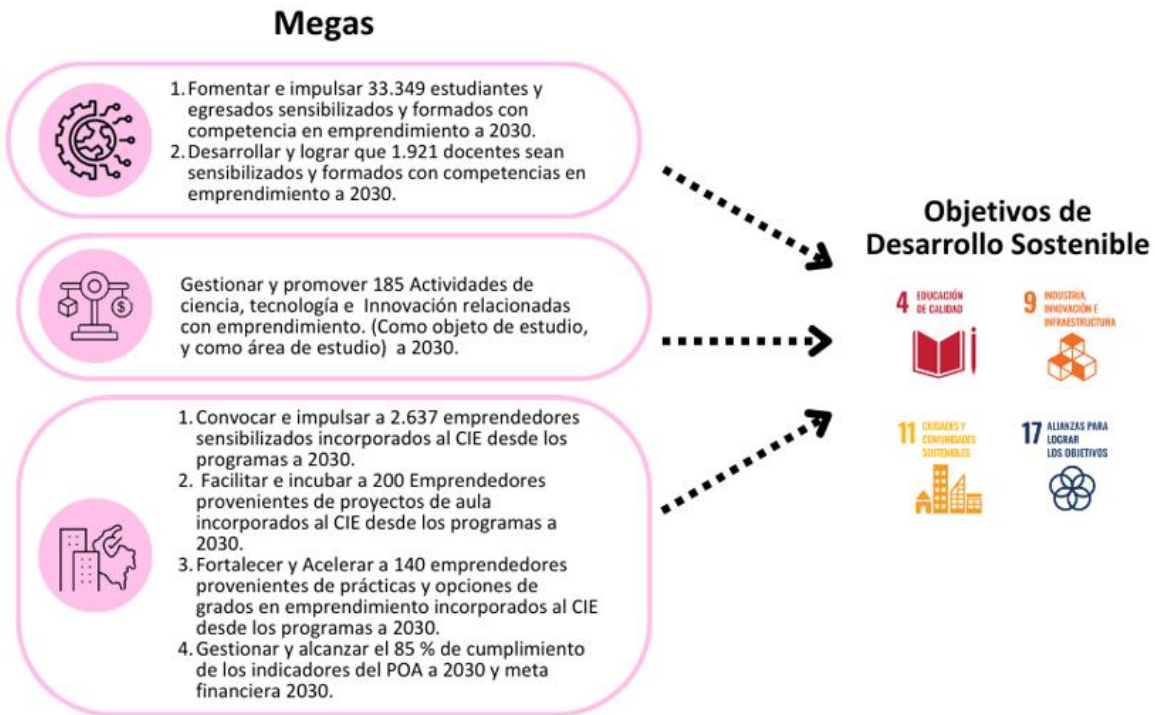 Megas
1. Fomentar e impulsar 33.349 estudiantes y
egresados sensibilizados y formados con
competencia en emprendimiento a 2030.
2. Desarrollar y lograr que 1.921 docentes sean
sensibilizados y formados con competencias en
emprendimiento a 2030.
Gestionar y promover 185 Actividades de
ciencia, tecnología e Innovación relacionadas
con emprendimiento. (Como objeto de estudio,
y como área de estudio) a 2030.
1. Convocar e impulsar a 2.637 emprendedores
sensibilizados incorporados al CIE desde los
programas a 2030.
2. Facilitar e incubar a 200 Emprendedores
provenientes de proyectos de aula
incorporados al CIE desde los programas a
2030.
3. Fortalecer y Acelerar a 140 emprendedores
provenientes de prácticas y opciones de
grados en emprendimiento incorporados al CIE
desde los programas a 2030.
4. Gestionar y alcanzar el 85 % de cumplimiento
de los indicadores del POA a 2030 y meta
financiera 2030.
Objetivos de
Desarrollo Sostenible
4 EDUCACIÓN
DE CALIDAD
9 INDUSTRIA,
INNOVACIÓN E
INFRAESTRUCTURA
11 CIUDADES Y
COMUNIDADES
SOSTENIBLES
17 ALIANZAS PARA
LOGRAR
LOS OBJETIVOS
$